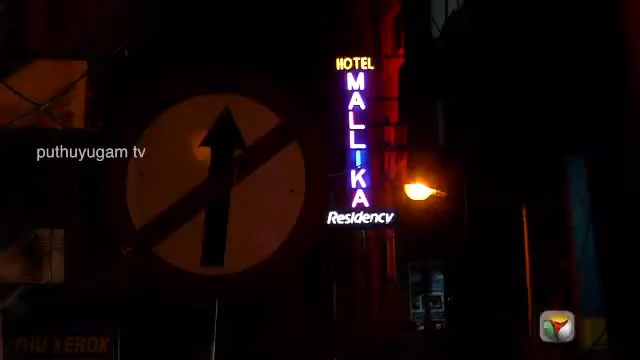 HOTEL
MALLIKA
Residency
puthuyugam tv
THU XEROX